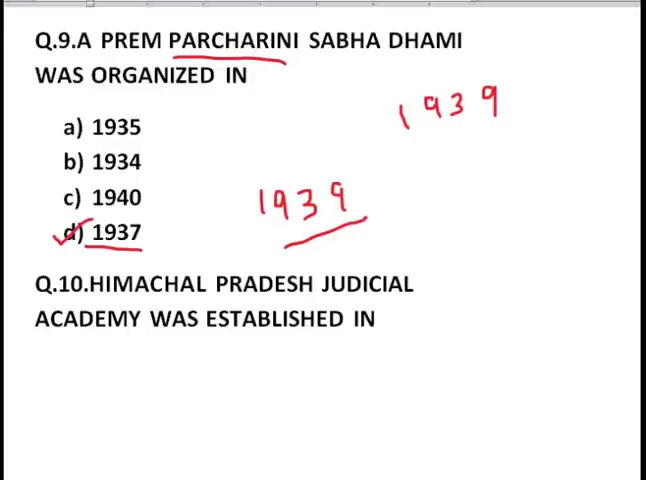 Q.9.A PREM PARCHARINI SABHA DHAMI
WAS ORGANIZED IN
1939
a) 1935
b) 1934
c) 1940
1939
d) 1937
Q.10.HIMACHAL PRADESH JUDICIAL
ACADEMY WAS ESTABLISHED IN